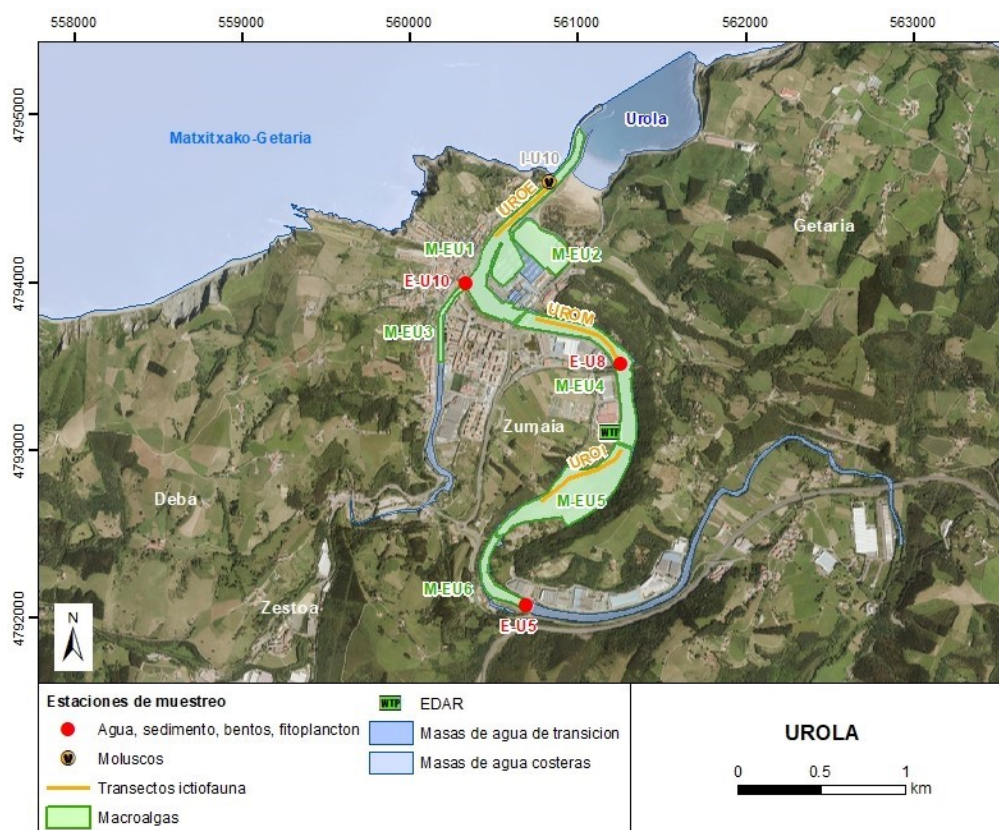 558000 559000 560000 561000 562000 563000
4795000
4794000
4793000
4792000
Matxitxako-Getaria
Urola
I-U10
UROE
Getaria
M-EU1
M-EU2
E-U10
UROM
M-EU3
E-U8
M-EU4
Zumaia
WTP
UROI
Deba
M-EU5
M-EU6
Zestoa
E-U5
N
Estaciones de muestreo
Agua, sedimento, bentos, fitoplancton
Moluscos
Transectos ictiofauna
Macroalgas
WTP EDAR
Masas de agua de transicion
Masas de agua costeras
UROLA
0 0.5 1
km